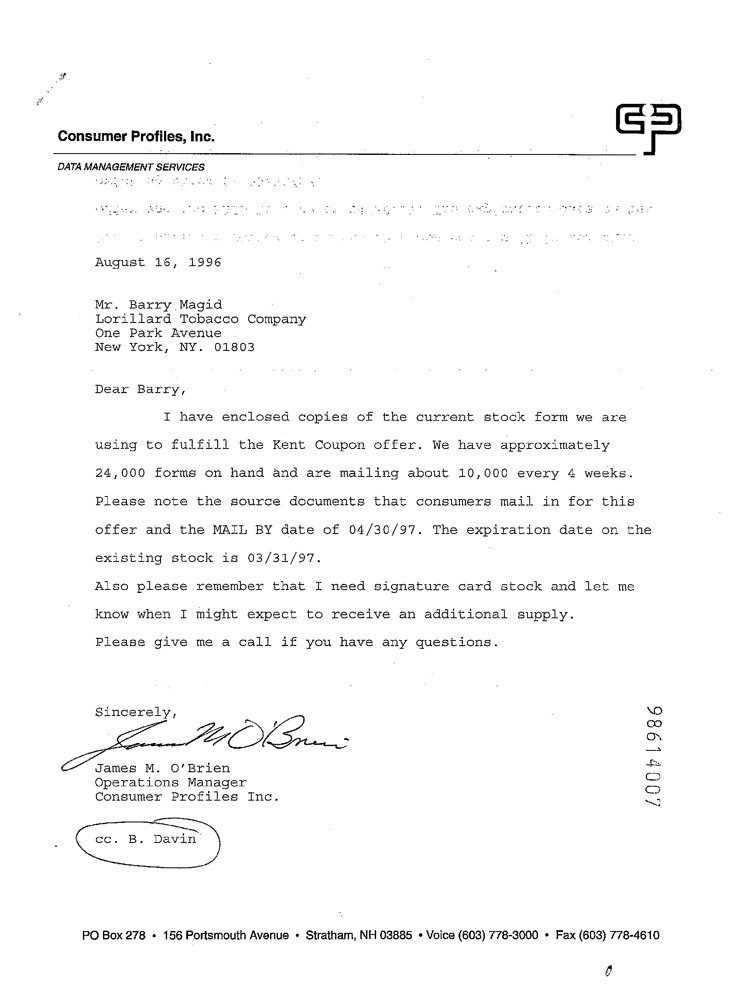 Consumer Profiles, Inc.
DATA MANAGEMENT SERVICES
August 16, 1996
Mr. Barry Magid
Lorillard Tobacco Company
One Park Avenue
New York, NY. 01803
Dear Barry,
I have enclosed copies of the current stock form we are
using to fulfill the Kent Coupon offer. We have approximately
24,000 forms on hand and are mailing about 10,000 every 4 weeks.
Please note the source documents that consumers mail in for this
offer and the MAIL BY date of 04/30/97. The expiration date on the
existing stock is 03/31/97.
Also please remember that I need signature card stock and let me
know when I might expect to receive an additional supply.
Please give me a call if you have any questions.
Sincerely,
James M O'Brien
James M. O'Brien
Operations Manager
Consumer Profiles Inc.
cc. B. Davin
98614007
PO Box 278 • 156 Portsmouth Avenue • Stratham, NH 03885 • Voice (603) 778-3000 • Fax (603) 778-4610